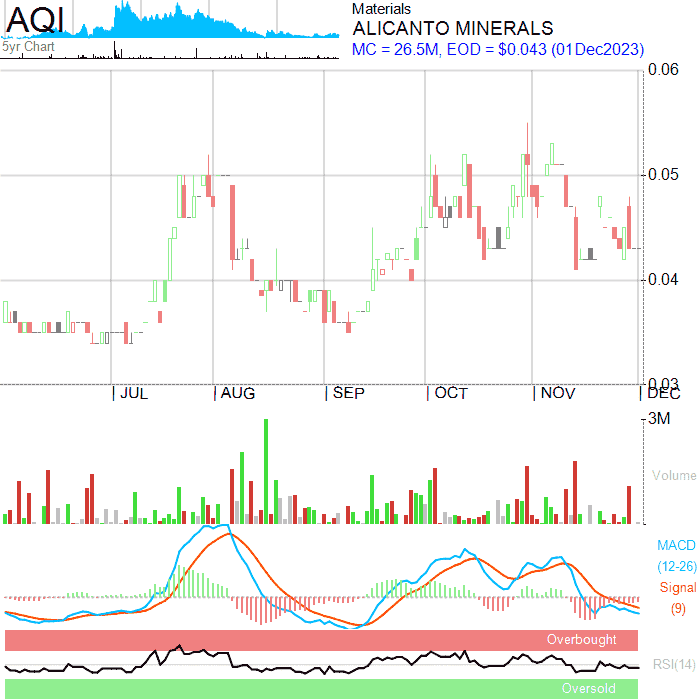 AQI
5yr Chart
Materials
ALICANTO MINERALS
MC = 26.5M, EOD = $0.043 (01Dec2023)
0.06
0.05
0.04
0.03
JUL AUG SEP OCT NOV DEC
3M
Volume
MACD
(12-26)
Signal
(9)
Overbought
RSI(14)
Oversold